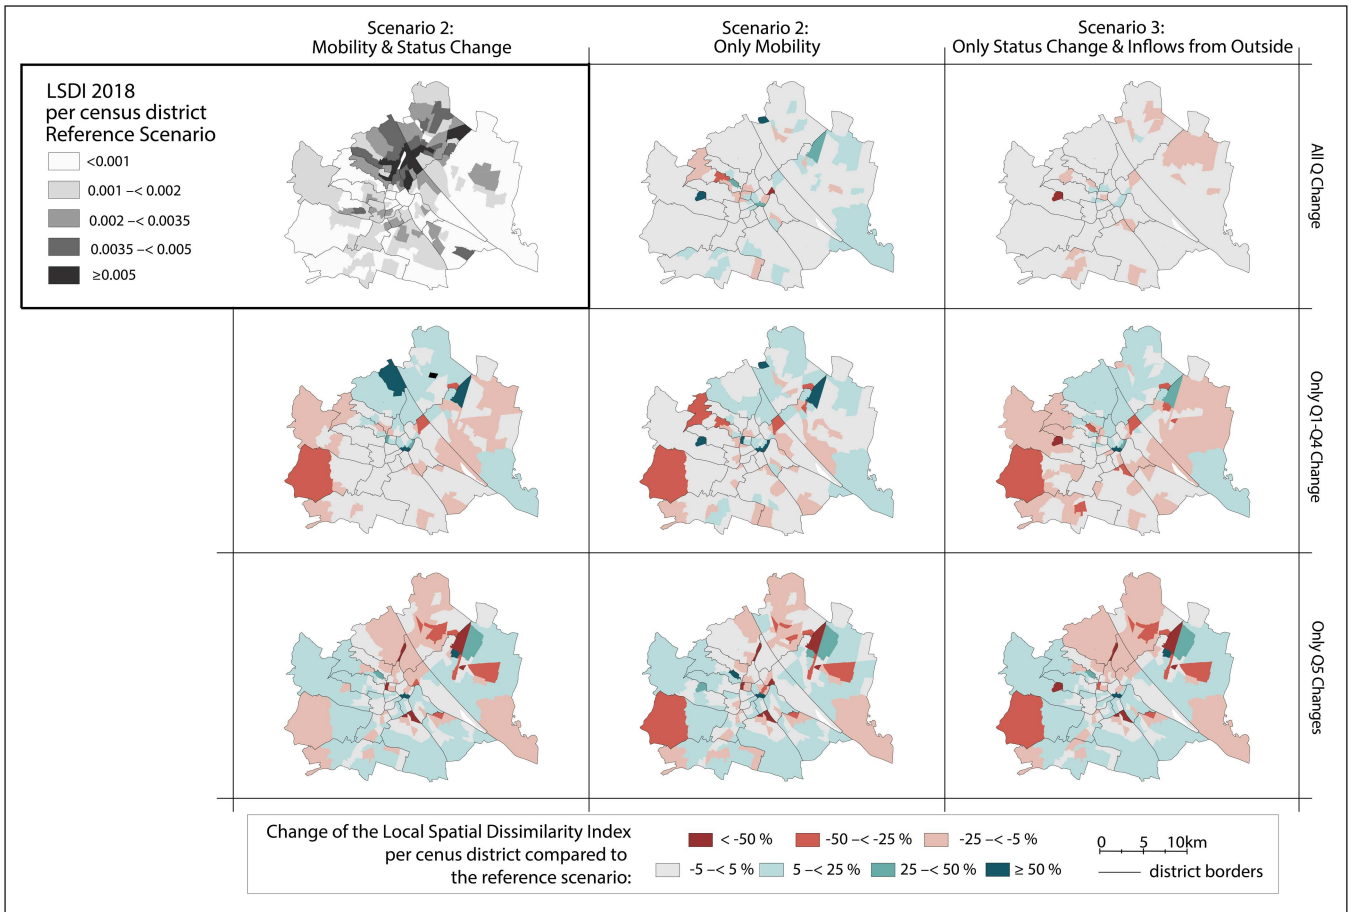 Scenario 2:
Mobility & Status Change
Scenario 2:
Only Mobility
Scenario 3:
Only Status Change & Inflows from Outside
LSDI 2018
per census district
Reference Scenario
<0.001
0.001 –< 0.002
0.002 –< 0.0035
0.0035 –< 0.005
≥0.005
All Q Change
Only Q1-Q4 Change
Only Q5 Changes
Change of the Local Spatial Dissimilarity Index
per cenus district compared to
the reference scenario:
< -50 %
-50 –< -25 %
-25 –< -5 %
-5 –< 5 %
5 –< 25 %
25 –< 50 %
≥ 50 %
0 5 10km
district borders